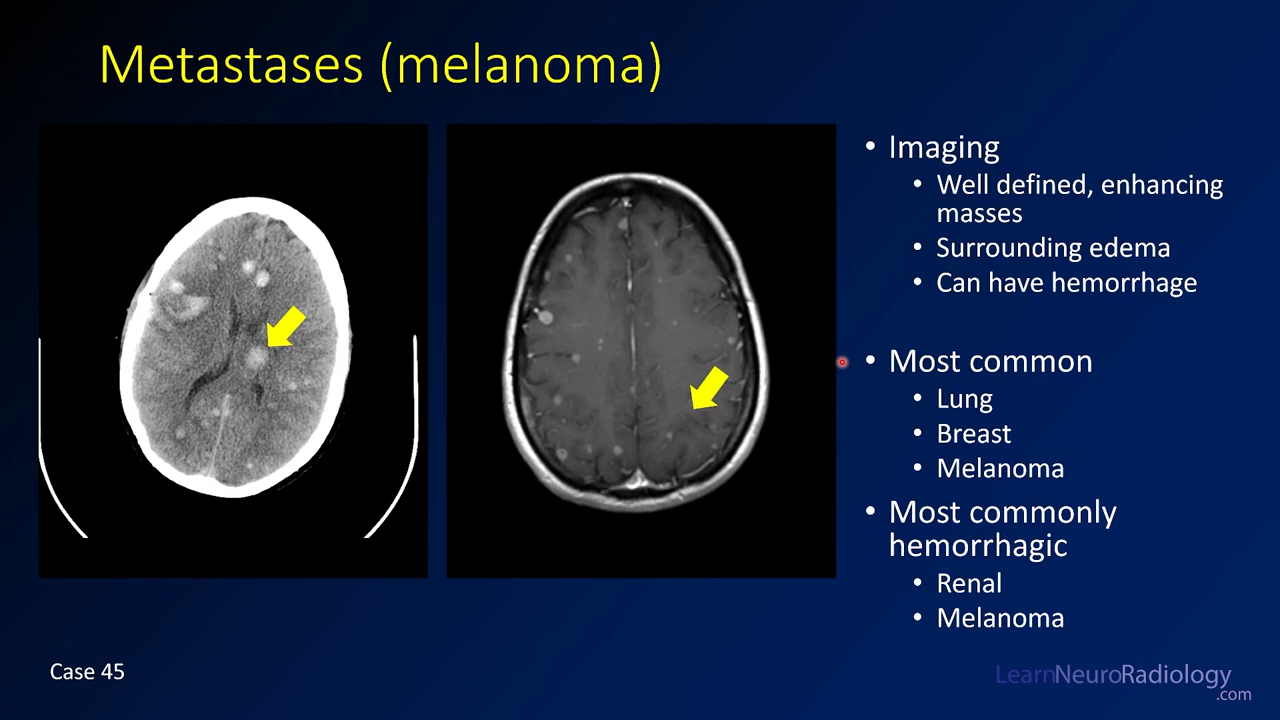 Metastases (melanoma)
• Imaging
• Well defined, enhancing
masses
• Surrounding edema
• Can have hemorrhage
• Most common
• Lung
• Breast
• Melanoma
• Most commonly
hemorrhagic
• Renal
• Melanoma
Case 45
LearnNeuroRadiology
.com